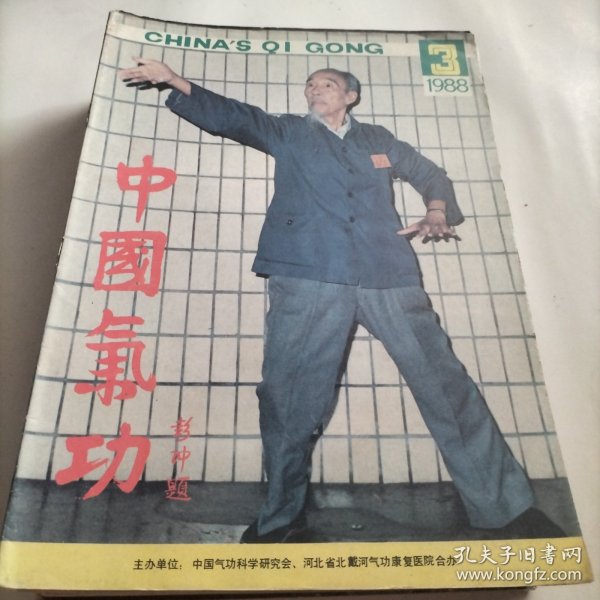 CHINA'S QI GONG
3
1988
中國氣功
彭冲題
主办单位：中国气功科学研究会、河北省北戴河气功康复医院合办
孔夫子旧书网
www.kongfz.com